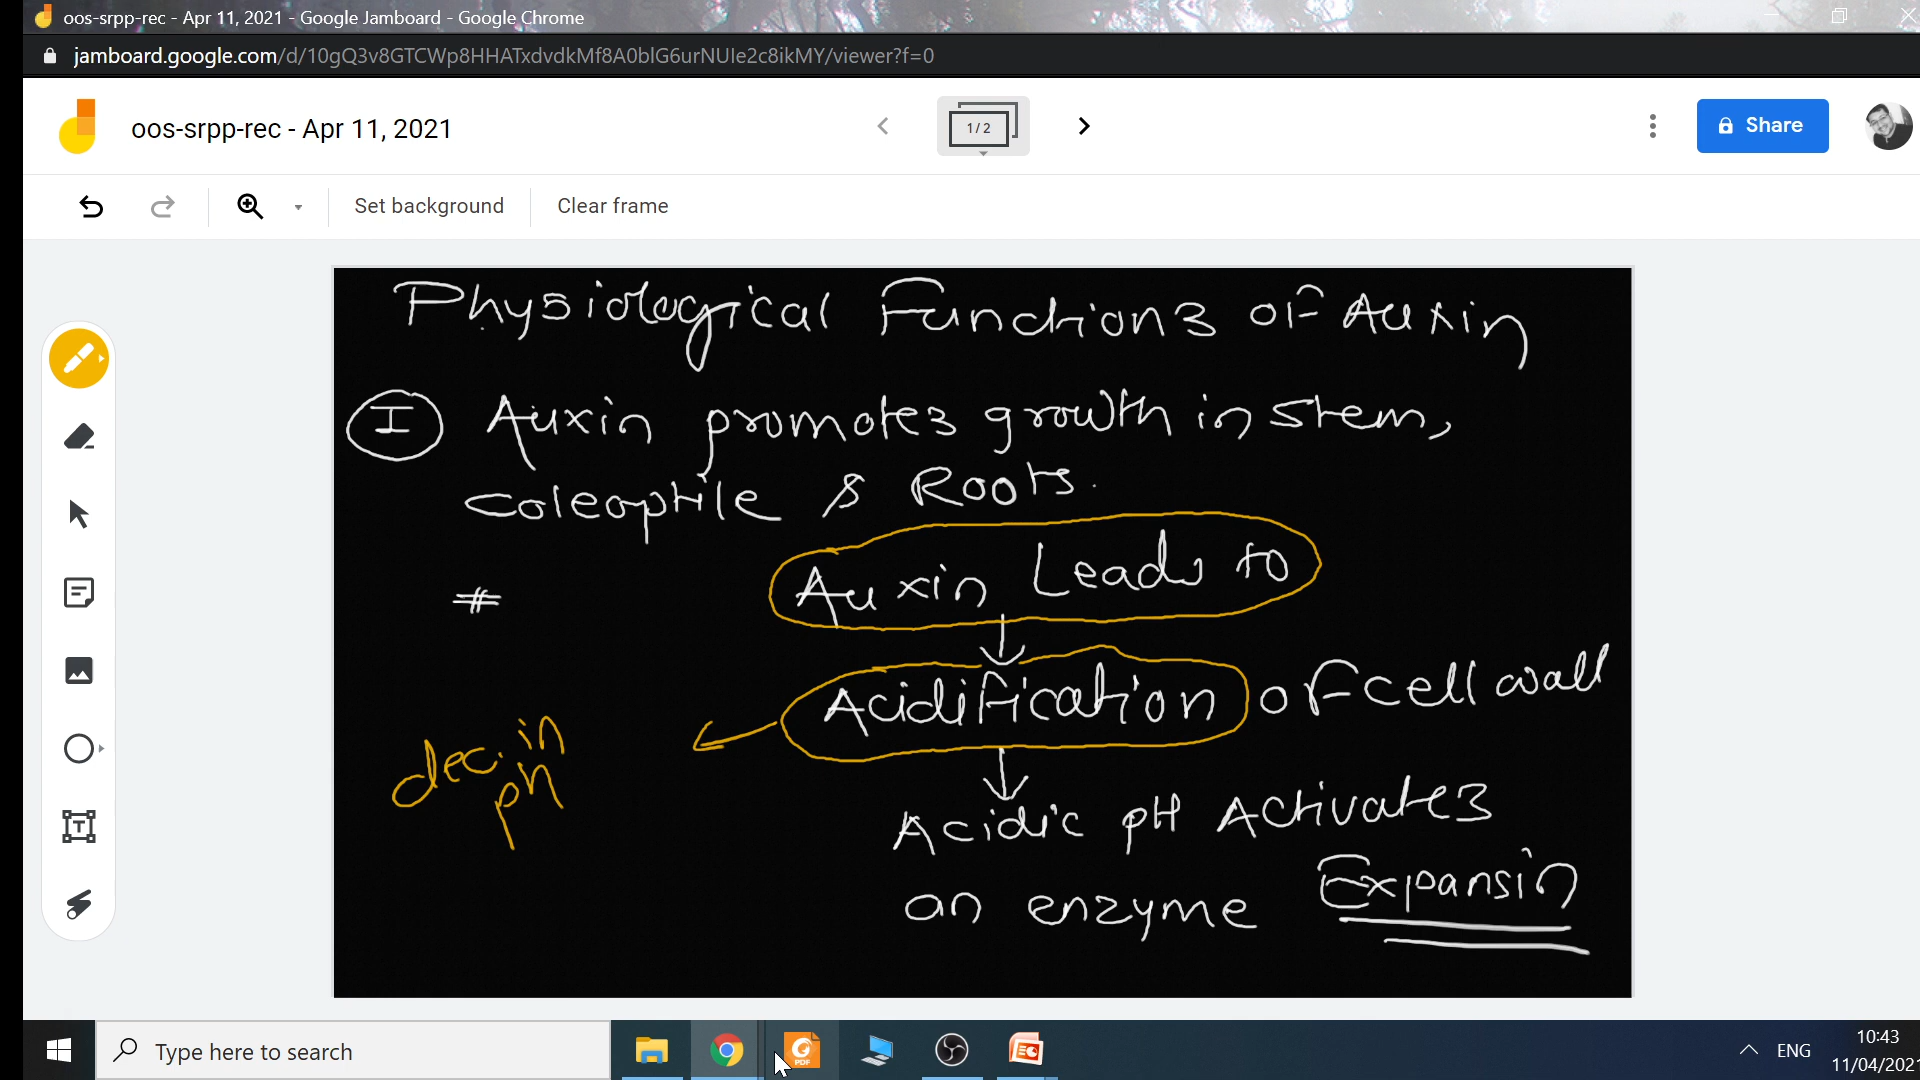 oos-srpp-rec - Apr 11, 2021 - Google Jamboard - Google Chrome
jamboard.google.com/d/10gQ3v8GTCWp8HHATxdvdkMf8A0blG6urNUIe2c8ikMY/viewer?f=0
oos-srpp-rec - Apr 11, 2021
1 / 2
Share
Set background
Clear frame
Physiological Functions of Auxin
I Auxin promotes growth in stem,
coleoptile & Roots.
# Auxin Leads to
Acidification of cell wall
dec. in
pH
Acidic pH Activates
an enzyme Expansin
Type here to search
PDF
ENG
10:43
11/04/202